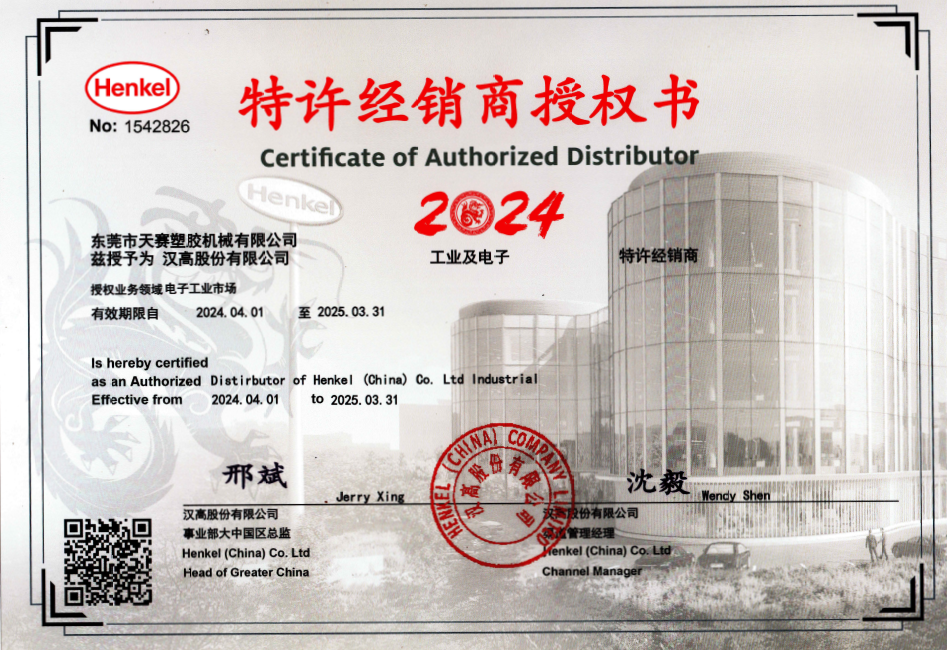 Henkel
No: 1542826
特许经销商授权书
Certificate of Authorized Distributor
Henkel
2024
东莞市天赛塑胶机械有限公司
兹授予为 汉高股份有限公司 工业及电子 特许经销商
授权业务领域 电子工业市场
有效期限自 2024.04.01 至 2025.03.31
Is hereby certified
as an Authorized Distirbutor of Henkel (China) Co. Ltd Industrial
Effective from 2024.04.01 to 2025.03.31
HENKEL (CHINA) COMPANY LIMITED
汉高股份有限公司
邢斌 . Jerry Xing
沈毅 Wendy Shen
汉高股份有限公司
事业部大中国区总监
Henkel (China) Co. Ltd
Head of Greater China
汉高股份有限公司
管理经理
Henkel (China) Co. Ltd
Channel Manager